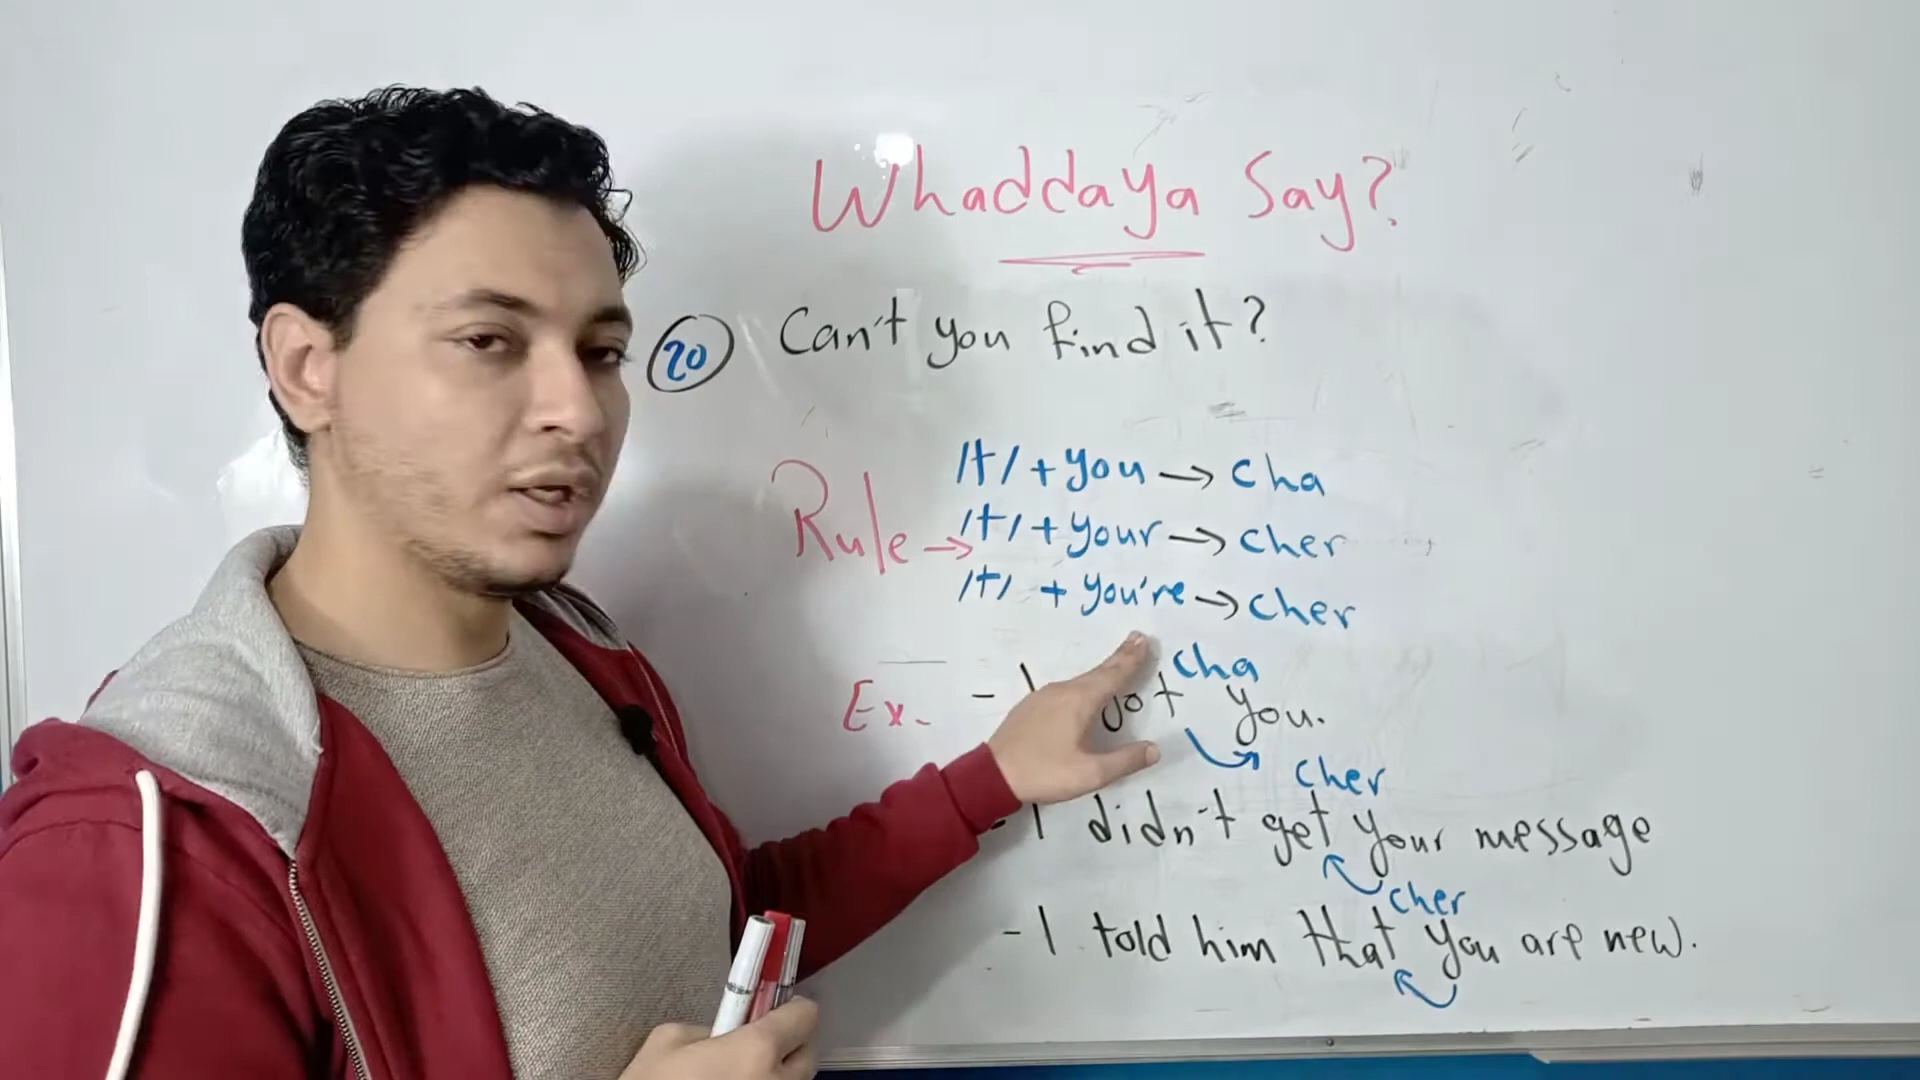 Whaddaya Say?
20 Can't you find it?
/t/ + you → cha
Rule → /t/ + your → cher
/t/ + you're → cher
cha
Ex. - I got you.
cher
- I didn't get your message
cher
- I told him that you are new.